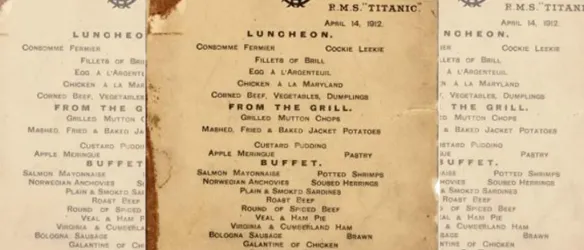 R.M.S. "TITANIC."
APRIL 14, 1912.
LUNCHEON.
CONSOMMÉ FERMIER COCKIE LEEKIE
FILLETS OF BRILL
EGG À L'ARGENTEUIL
CHICKEN À LA MARYLAND
CORNED BEEF, VEGETABLES, DUMPLINGS
FROM THE GRILL.
GRILLED MUTTON CHOPS
MASHED, FRIED & BAKED JACKET POTATOES
CUSTARD PUDDING
APPLE MERINGUE PASTRY
BUFFET.
SALMON MAYONNAISE POTTED SHRIMPS
NORWEGIAN ANCHOVIES SOUSED HERRINGS
PLAIN & SMOKED SARDINES
ROAST BEEF
ROUND OF SPICED BEEF
VEAL & HAM PIE
VIRGINIA & CUMBERLAND HAM
BOLOGNA SAUSAGE BRAWN
GALANTINE OF CHICKEN